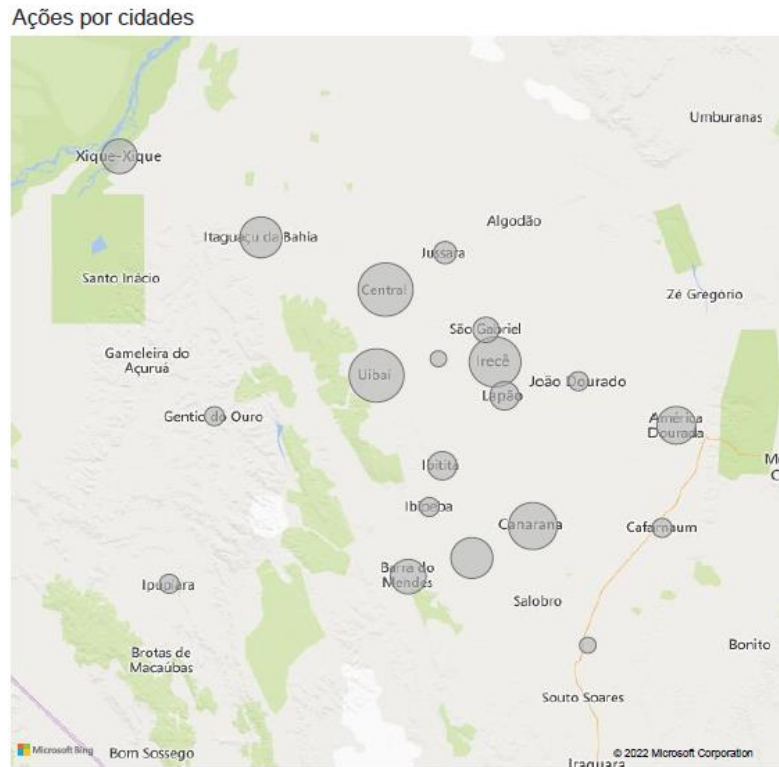 Ações por cidades
Umburanas
Xique-Xique
Algodão
Itaguaçu da Bahia
Jussara
Santo Inácio
Central
Zé Gregório
São Gabriel
Gameleira do
Açuruá
Irecê
Uibaí
João Dourado
Lapão
América
Dourada
Gentio do Ouro
M
C
Ibititá
Ibipeba
Canarana
Cafarnaum
Barra do
Mendes
Ipupiara
Salobro
Brotas de
Macaúbas
Bonito
Souto Soares
Microsoft Bing
Bom Sossego
© 2022 Microsoft Corporation
Iraquara